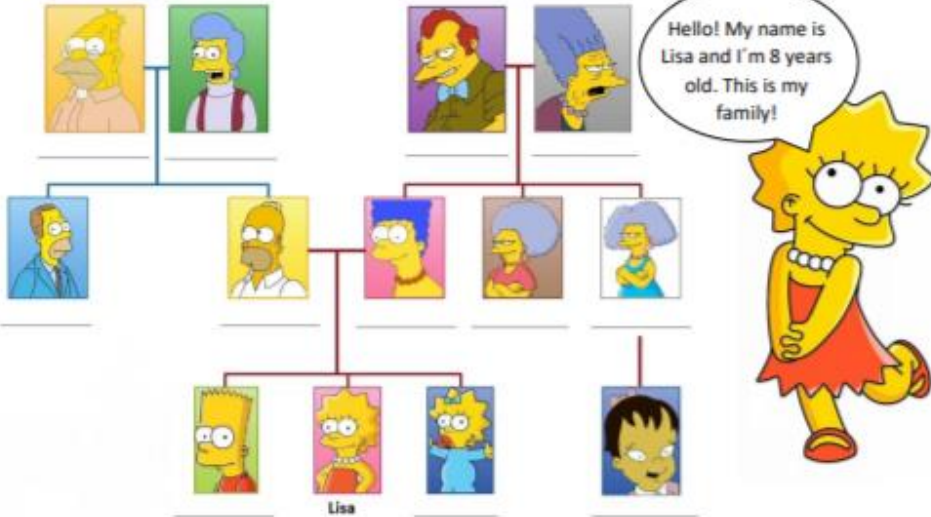 Hello! My name is
Lisa and I´m 8 years
old. This is my
family!
Lisa